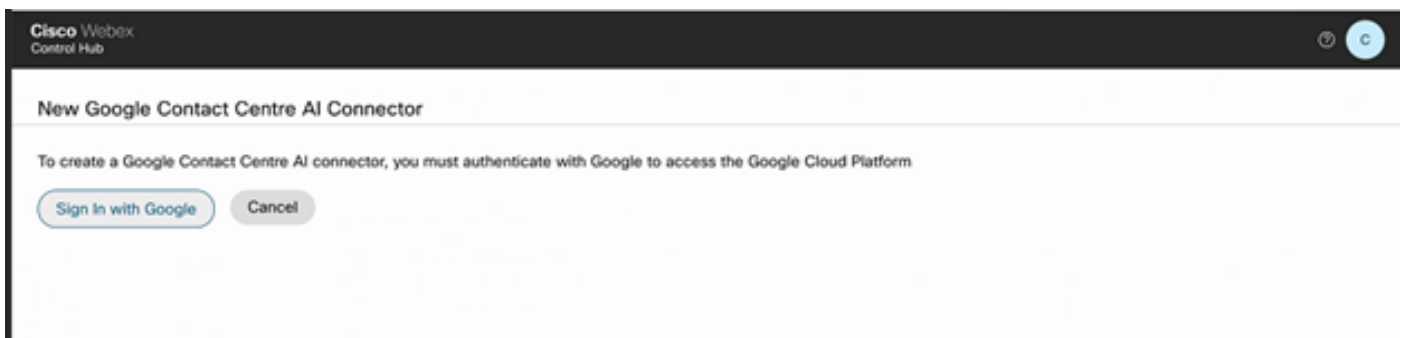 Cisco Webex
Control Hub
?
C
New Google Contact Centre AI Connector
To create a Google Contact Centre AI connector, you must authenticate with Google to access the Google Cloud Platform
Sign In with Google
Cancel